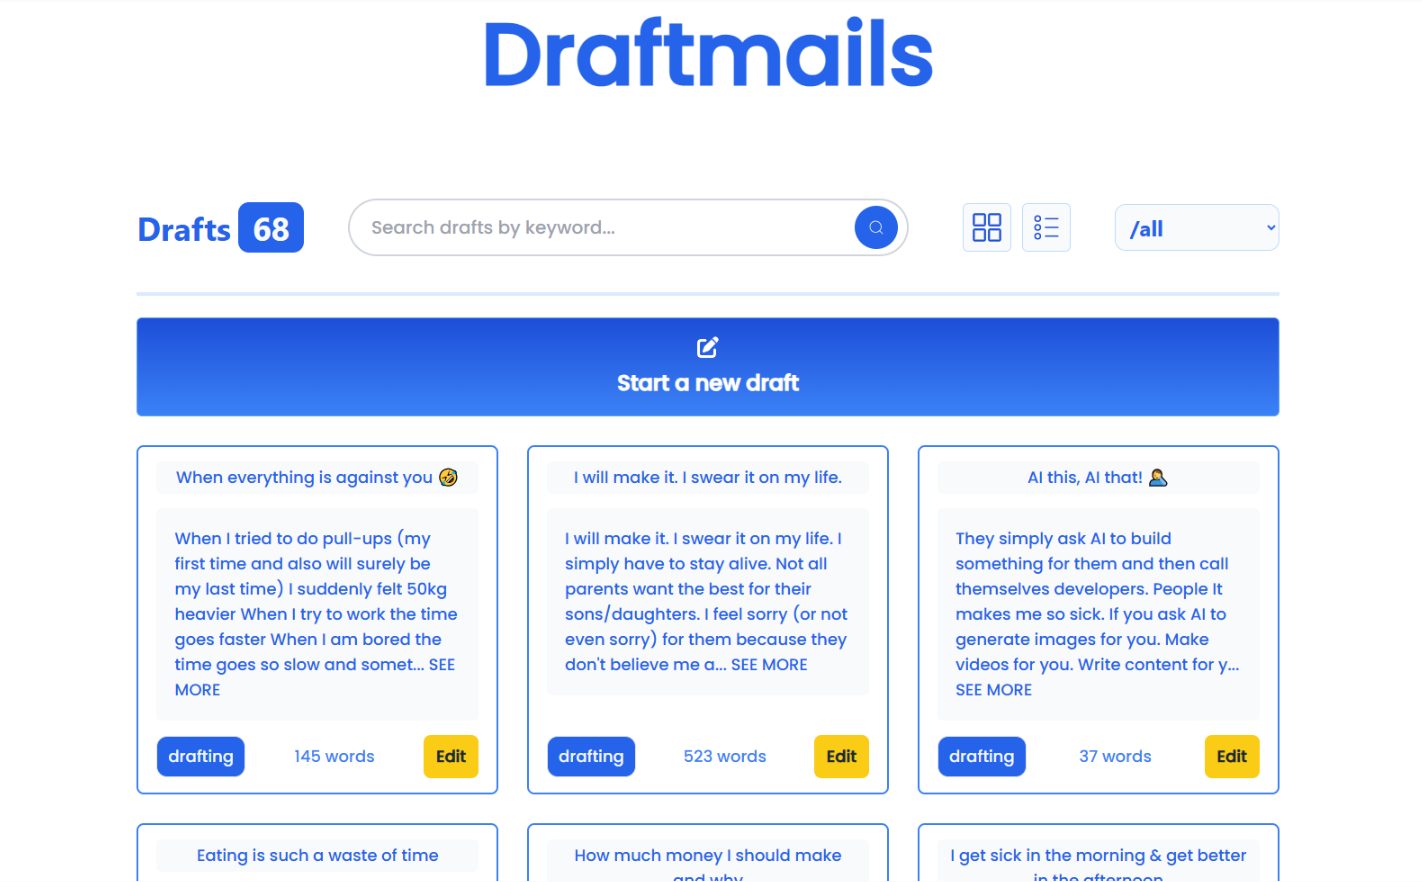 Draftmails
Drafts 68
Search drafts by keyword...
/all
Start a new draft
When everything is against you 🤣
When I tried to do pull-ups (my
first time and also will surely be
my last time) I suddenly felt 50kg
heavier When I try to work the time
goes faster When I am bored the
time goes so slow and somet... SEE
MORE
drafting
145 words
Edit
I will make it. I swear it on my life.
I will make it. I swear it on my life. I
simply have to stay alive. Not all
parents want the best for their
sons/daughters. I feel sorry (or not
even sorry) for them because they
don't believe me a... SEE MORE
drafting
523 words
Edit
AI this, AI that! 🤦‍♂️
They simply ask AI to build
something for them and then call
themselves developers. People It
makes me so sick. If you ask AI to
generate images for you. Make
videos for you. Write content for y...
SEE MORE
drafting
37 words
Edit
Eating is such a waste of time
How much money I should make
and why
I get sick in the morning & get better
in the afternoon